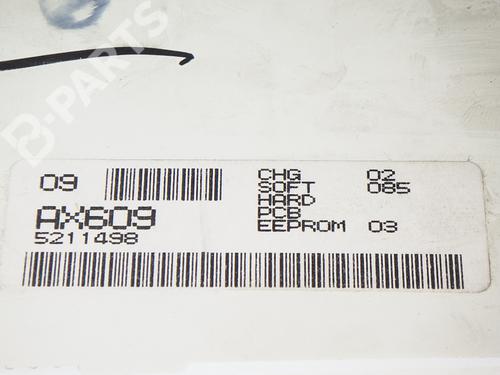 B-PARTS
09
AX609
5211498
CHG 02
SOFT 085
HARD
PCB
EEPROM 03